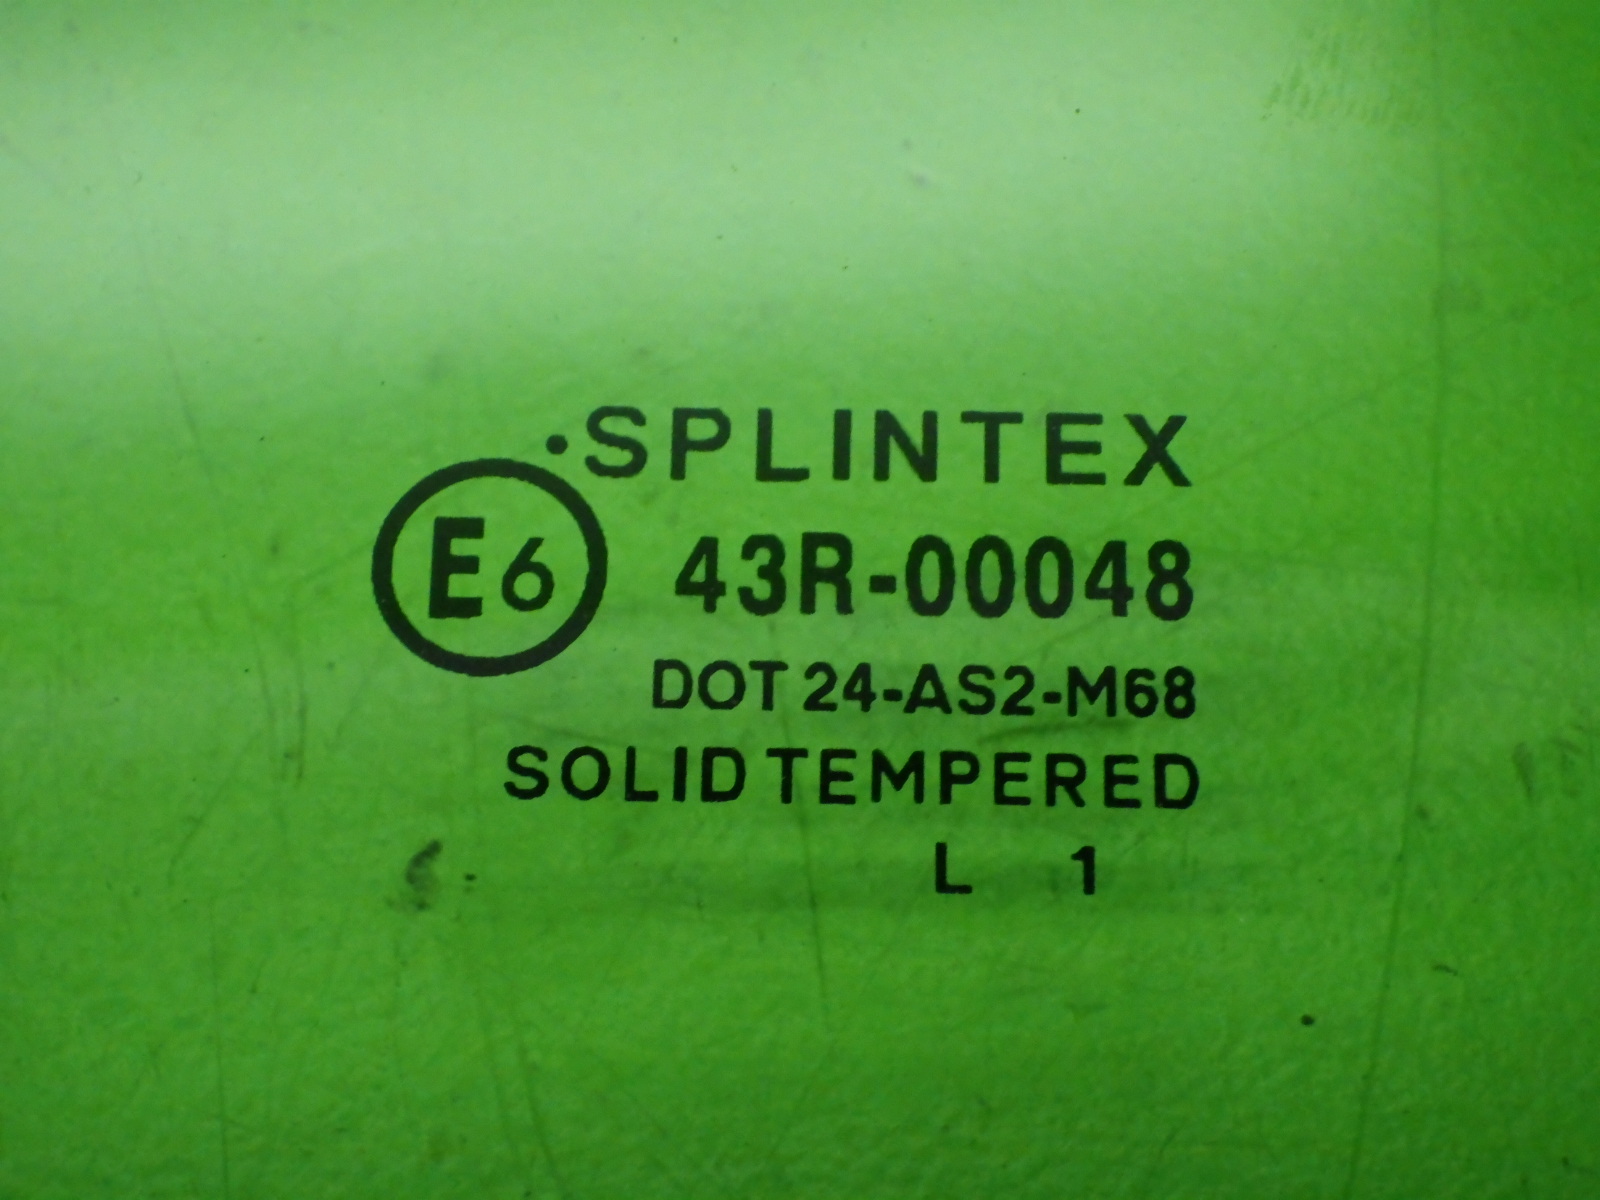 ·SPLINTEX
E6 43R-00048
DOT 24-AS2-M68
SOLID TEMPERED
L 1